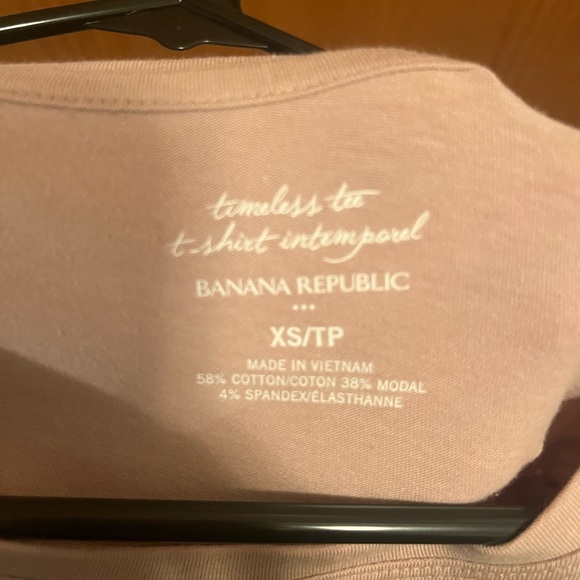 timeless tee
t-shirt intemporel
BANANA REPUBLIC
•••
XS/TP
MADE IN VIETNAM
58% COTTON/COTON 38% MODAL
4% SPANDEX/ÉLASTHANNE